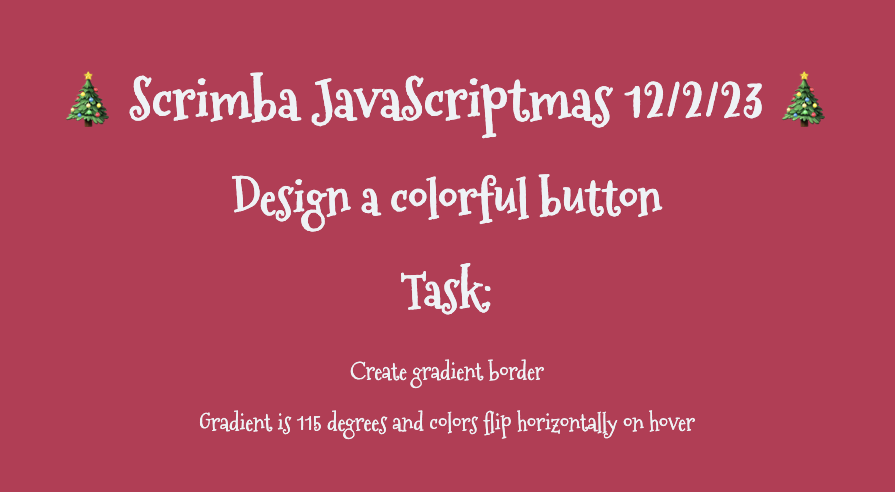 🎄 Scrimba JavaScriptmas 12/2/23 🎄
Design a colorful button
Task:
Create gradient border
Gradient is 115 degrees and colors flip horizontally on hover